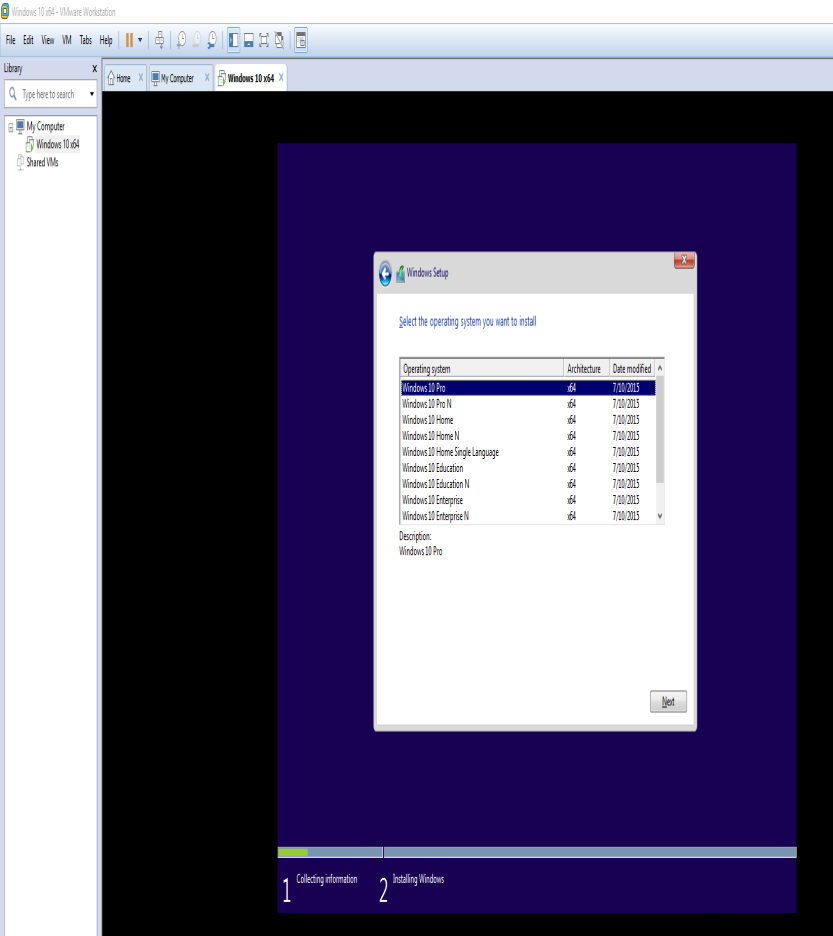 Windows 10 x64 - VMware Workstation
File Edit View VM Tabs Help
Library x
Home x My Computer x Windows 10 x64 x
Type here to search
My Computer
Windows 10 x64
Shared VMs
Windows Setup
x
Select the operating system you want to install
Operating system Architecture Date modified
Windows 10 Pro x64 7/10/2015
Windows 10 Pro N x64 7/10/2015
Windows 10 Home x64 7/10/2015
Windows 10 Home N x64 7/10/2015
Windows 10 Home Single Language x64 7/10/2015
Windows 10 Education x64 7/10/2015
Windows 10 Education N x64 7/10/2015
Windows 10 Enterprise x64 7/10/2015
Windows 10 Enterprise N x64 7/10/2015
Description:
Windows 10 Pro
Next
1 Collecting information 2 Installing Windows